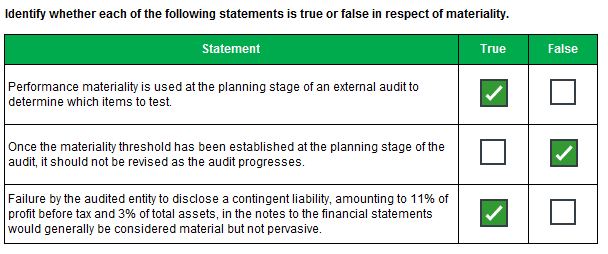 Identify whether each of the following statements is true or false in respect of materiality.
Statement True False
Performance materiality is used at the planning stage of an external audit to
determine which items to test.
Once the materiality threshold has been established at the planning stage of the
audit, it should not be revised as the audit progresses.
Failure by the audited entity to disclose a contingent liability, amounting to 11% of
profit before tax and 3% of total assets, in the notes to the financial statements
would generally be considered material but not pervasive.